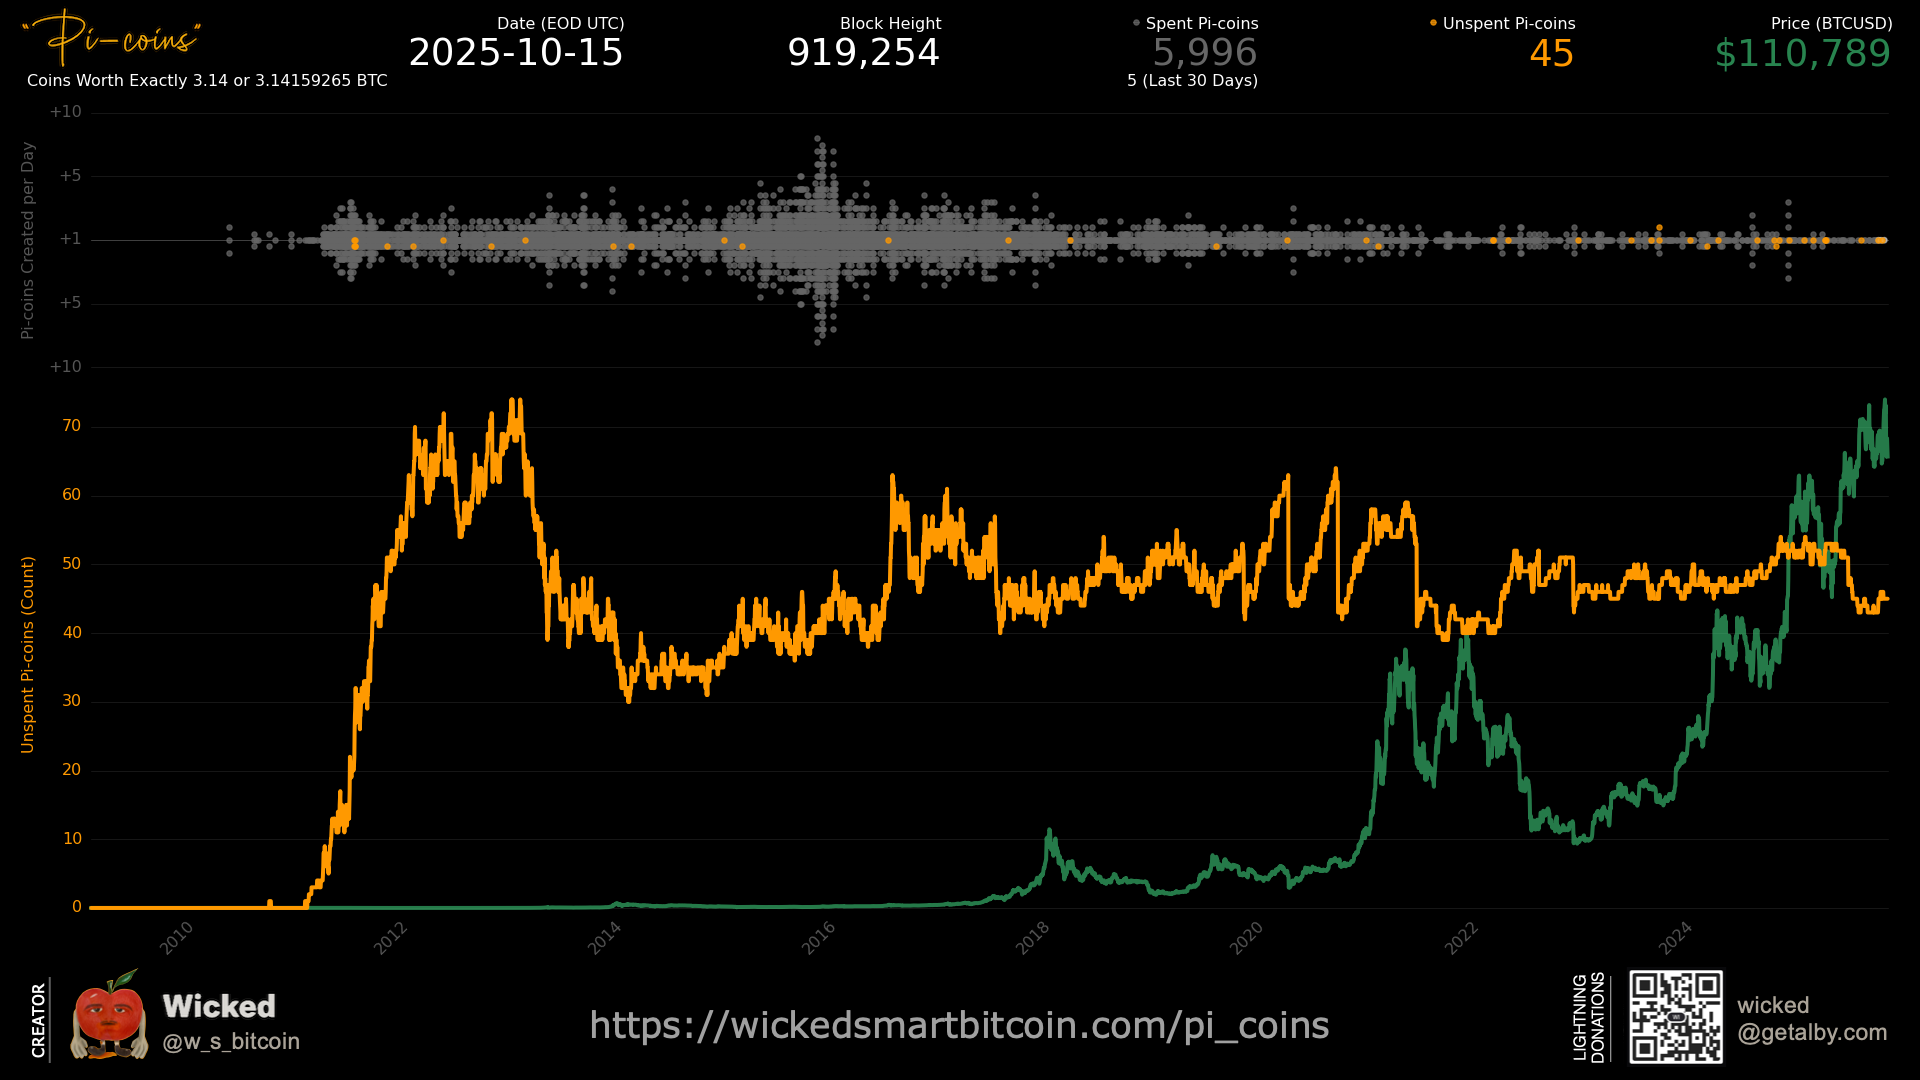 "Pi-coins"
Coins Worth Exactly 3.14 or 3.14159265 BTC
Date (EOD UTC)
2025-10-15
Block Height
919,254
Spent Pi-coins
5,996
5 (Last 30 Days)
Unspent Pi-coins
45
Price (BTCUSD)
$110,789
Pi-coins Created per Day
+10
+5
+1
+5
+10
Unspent Pi-coins (Count)
70
60
50
40
30
20
10
0
2010
2012
2014
2016
2018
2020
2022
2024
CREATOR
Wicked
@w_s_bitcoin
https://wickedsmartbitcoin.com/pi_coins
LIGHTNING
DONATIONS
wicked
@getalby.com